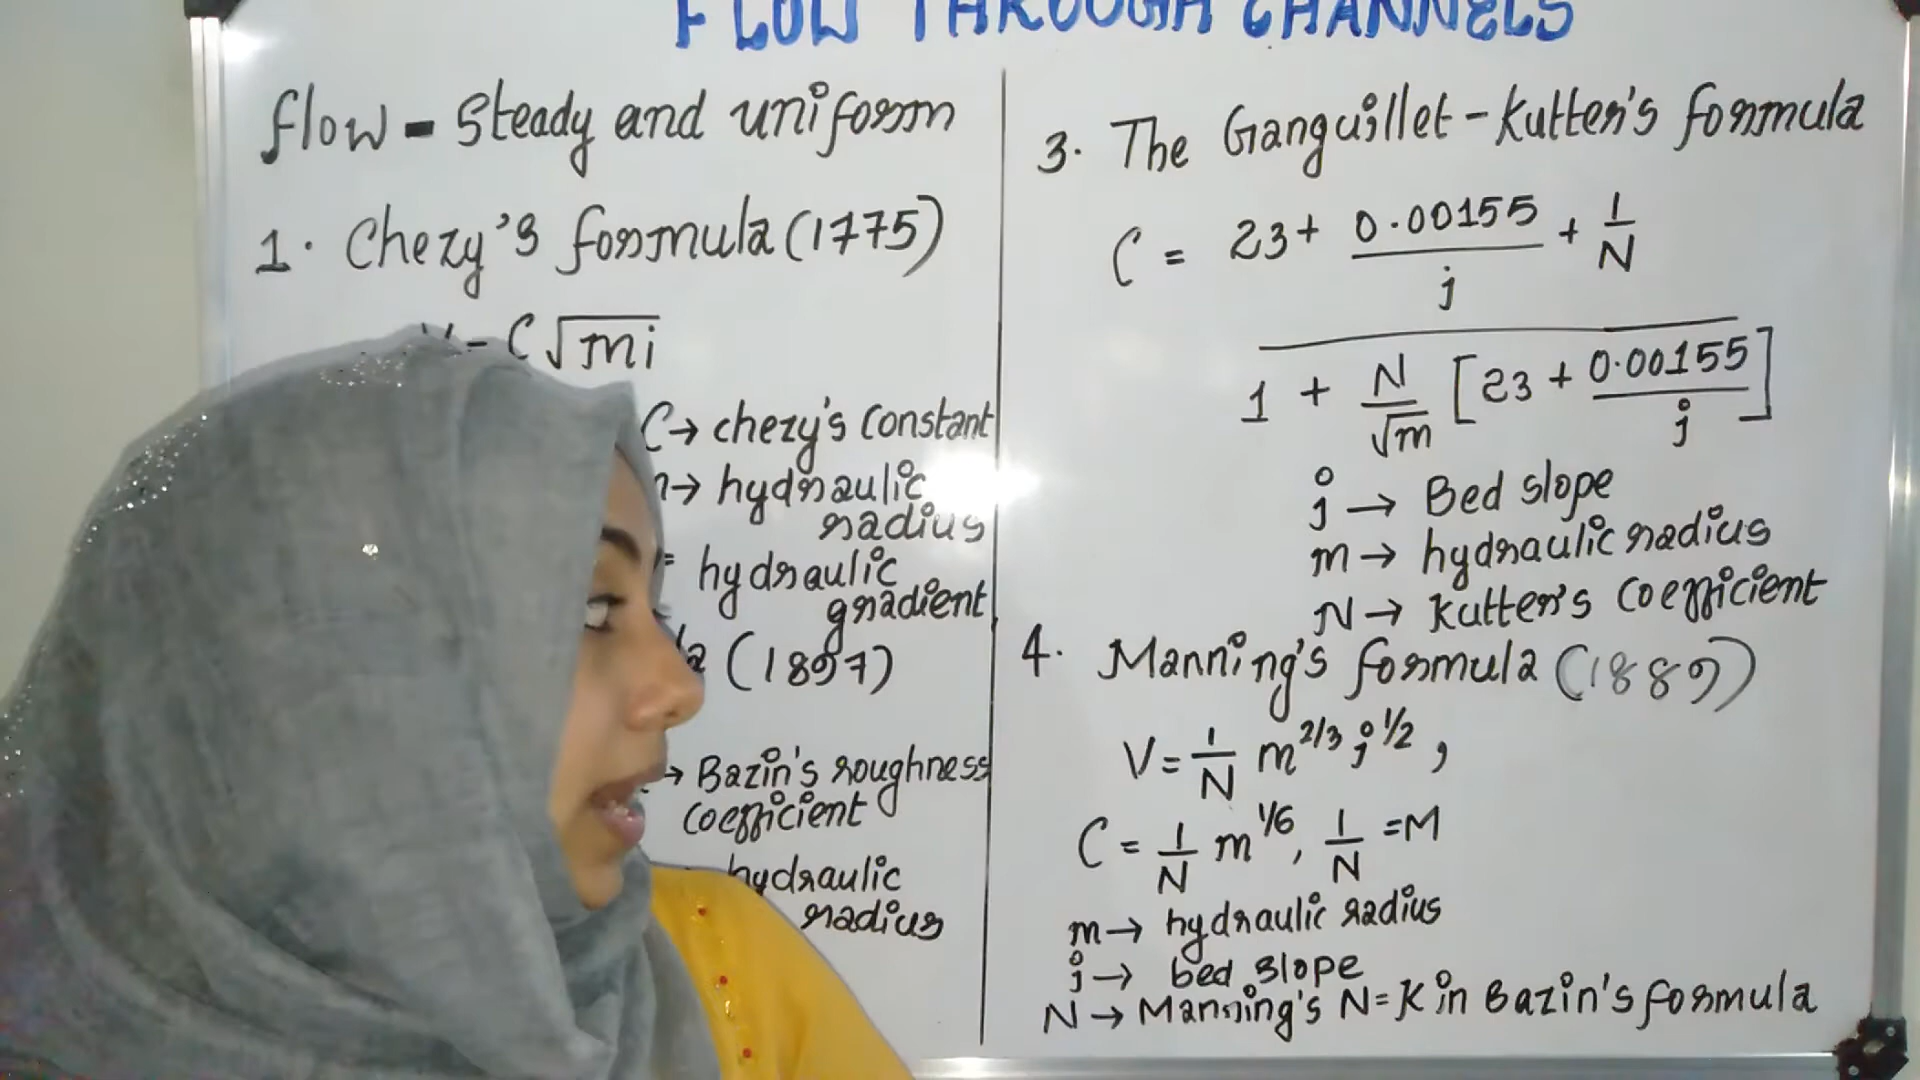 FLOW THROUGH CHANNELS
flow - Steady and uniform
1. Chezy's formula (1775)
C√mi
C → chezy's constant
→ hydraulic
radius
= hydraulic
gradient
(1897)
→ Bazin's roughness
coefficient
hydraulic
radius
3. The Ganguillet - Kutter's formula
C = 23 + 0.00155/i + 1/N
1 + N/√m [23 + 0.00155/i]
i → Bed slope
m → hydraulic radius
N → Kutter's coefficient
4. Manning's formula (1889)
V = 1/N m^2/3 i^1/2 ,
C = 1/N m^1/6 , 1/N = M
m → hydraulic radius
i → bed slope
N → Manning's N = K in Bazin's formula